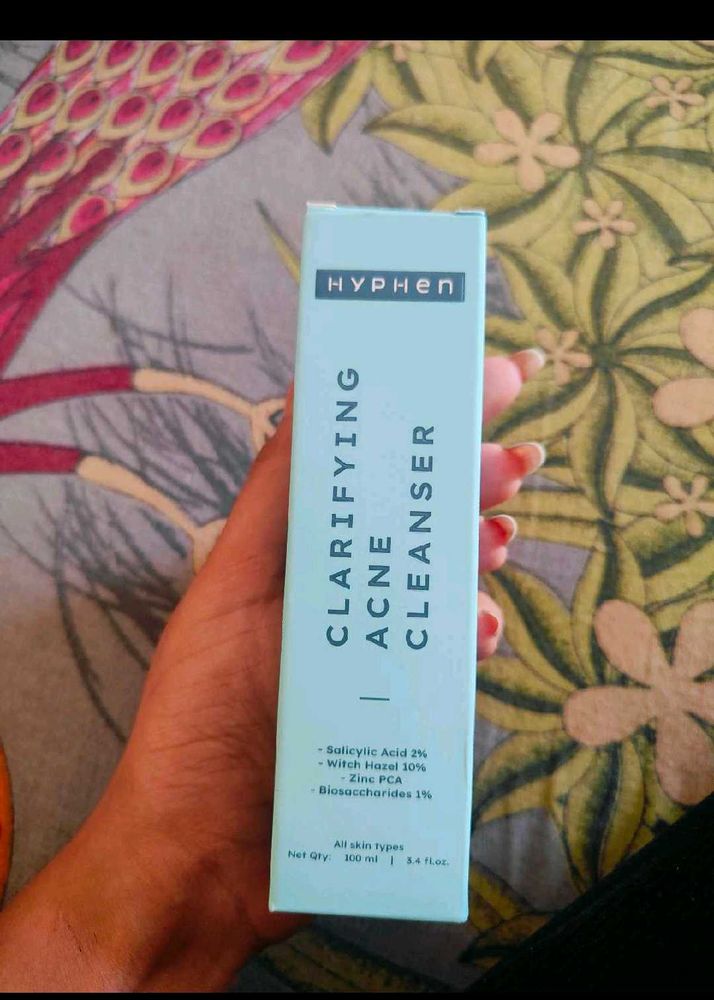 HYPHEN
CLARIFYING
ACNE
CLEANSER
- Salicylic Acid 2%
- Witch Hazel 10%
- Zinc PCA
- Biosaccharides 1%
All skin types
Net Qty: 100 ml | 3.4 fl.oz.